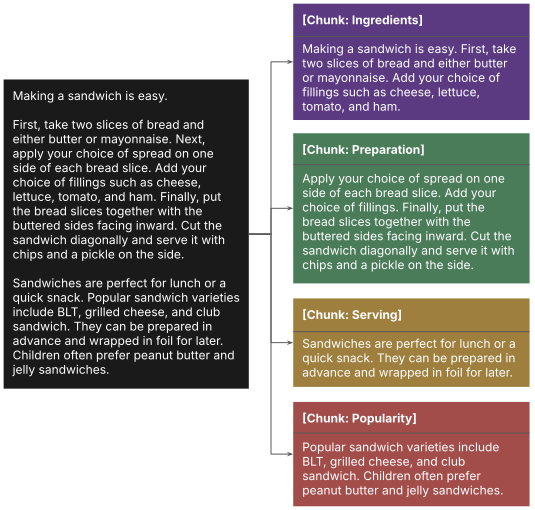 Making a sandwich is easy.
First, take two slices of bread and
either butter or mayonnaise. Next,
apply your choice of spread on one
side of each bread slice. Add your
choice of fillings such as cheese,
lettuce, tomato, and ham. Finally, put
the bread slices together with the
buttered sides facing inward. Cut the
sandwich diagonally and serve it with
chips and a pickle on the side.
Sandwiches are perfect for lunch or a
quick snack. Popular sandwich varieties
include BLT, grilled cheese, and club
sandwich. They can be prepared in
advance and wrapped in foil for later.
Children often prefer peanut butter and
jelly sandwiches.
[Chunk: Ingredients]
Making a sandwich is easy. First, take
two slices of bread and either butter
or mayonnaise. Add your choice of
fillings such as cheese, lettuce,
tomato, and ham.
[Chunk: Preparation]
Apply your choice of spread on one
side of each bread slice. Add your
choice of fillings. Finally, put the
bread slices together with the
buttered sides facing inward. Cut the
sandwich diagonally and serve it with
chips and a pickle on the side.
[Chunk: Serving]
Sandwiches are perfect for lunch or a
quick snack. They can be prepared in
advance and wrapped in foil for later.
[Chunk: Popularity]
Popular sandwich varieties include
BLT, grilled cheese, and club
sandwich. Children often prefer
peanut butter and jelly sandwiches.